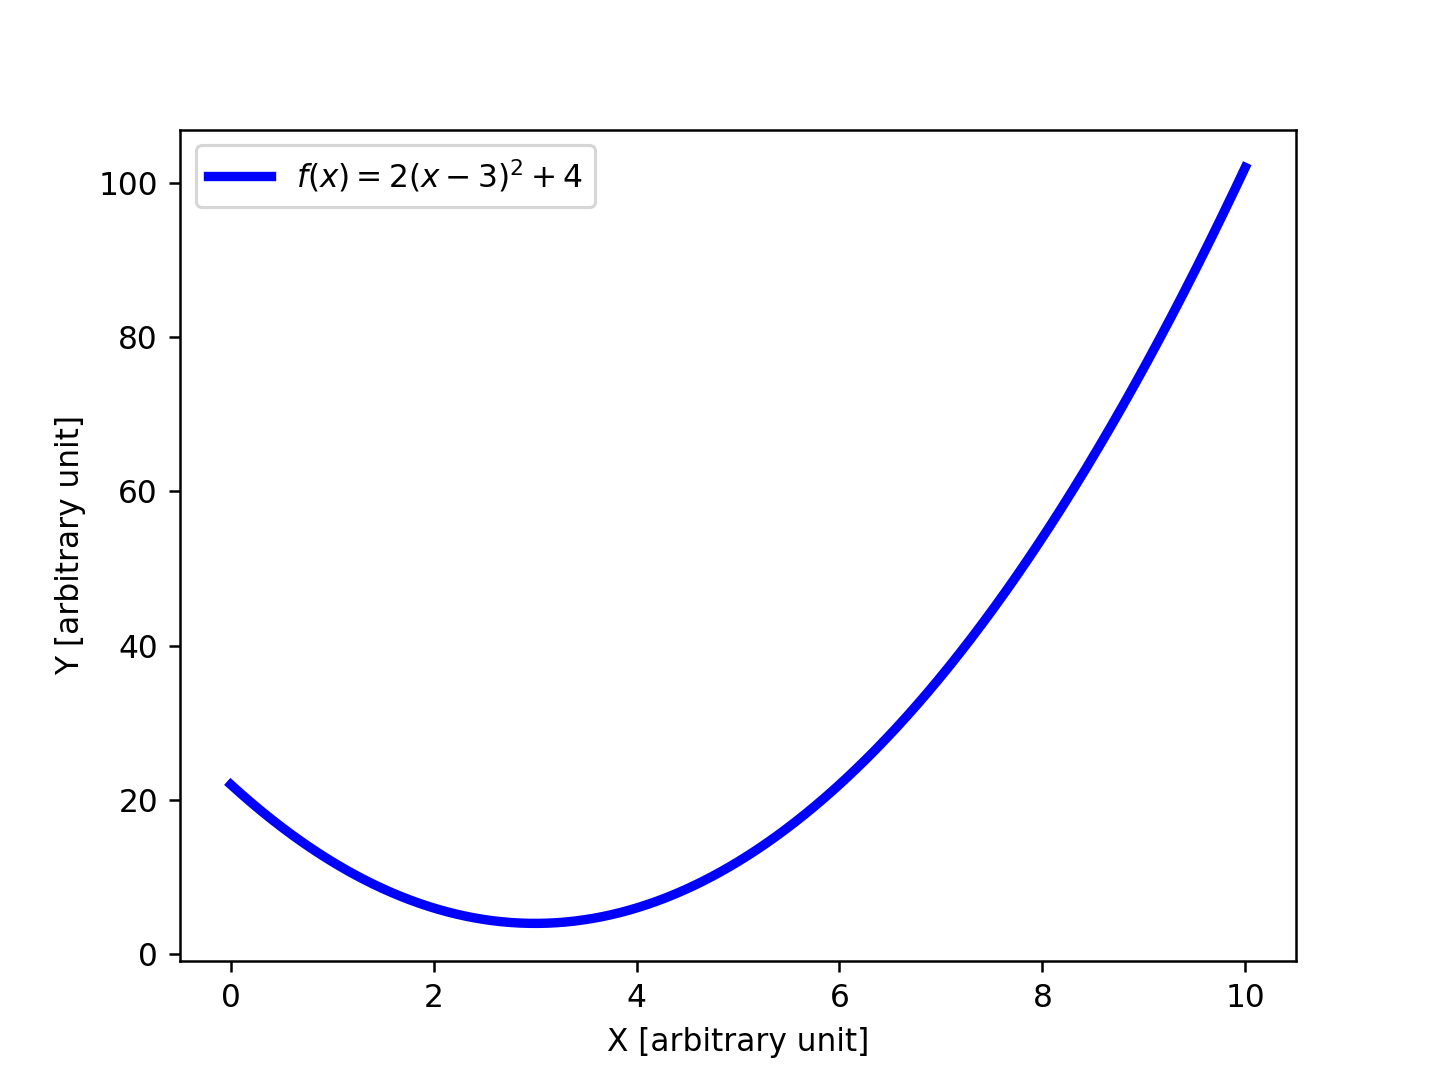 f(x) = 2(x − 3)² + 4
100
80
60
40
20
0
Y [arbitrary unit]
0 2 4 6 8 10
X [arbitrary unit]